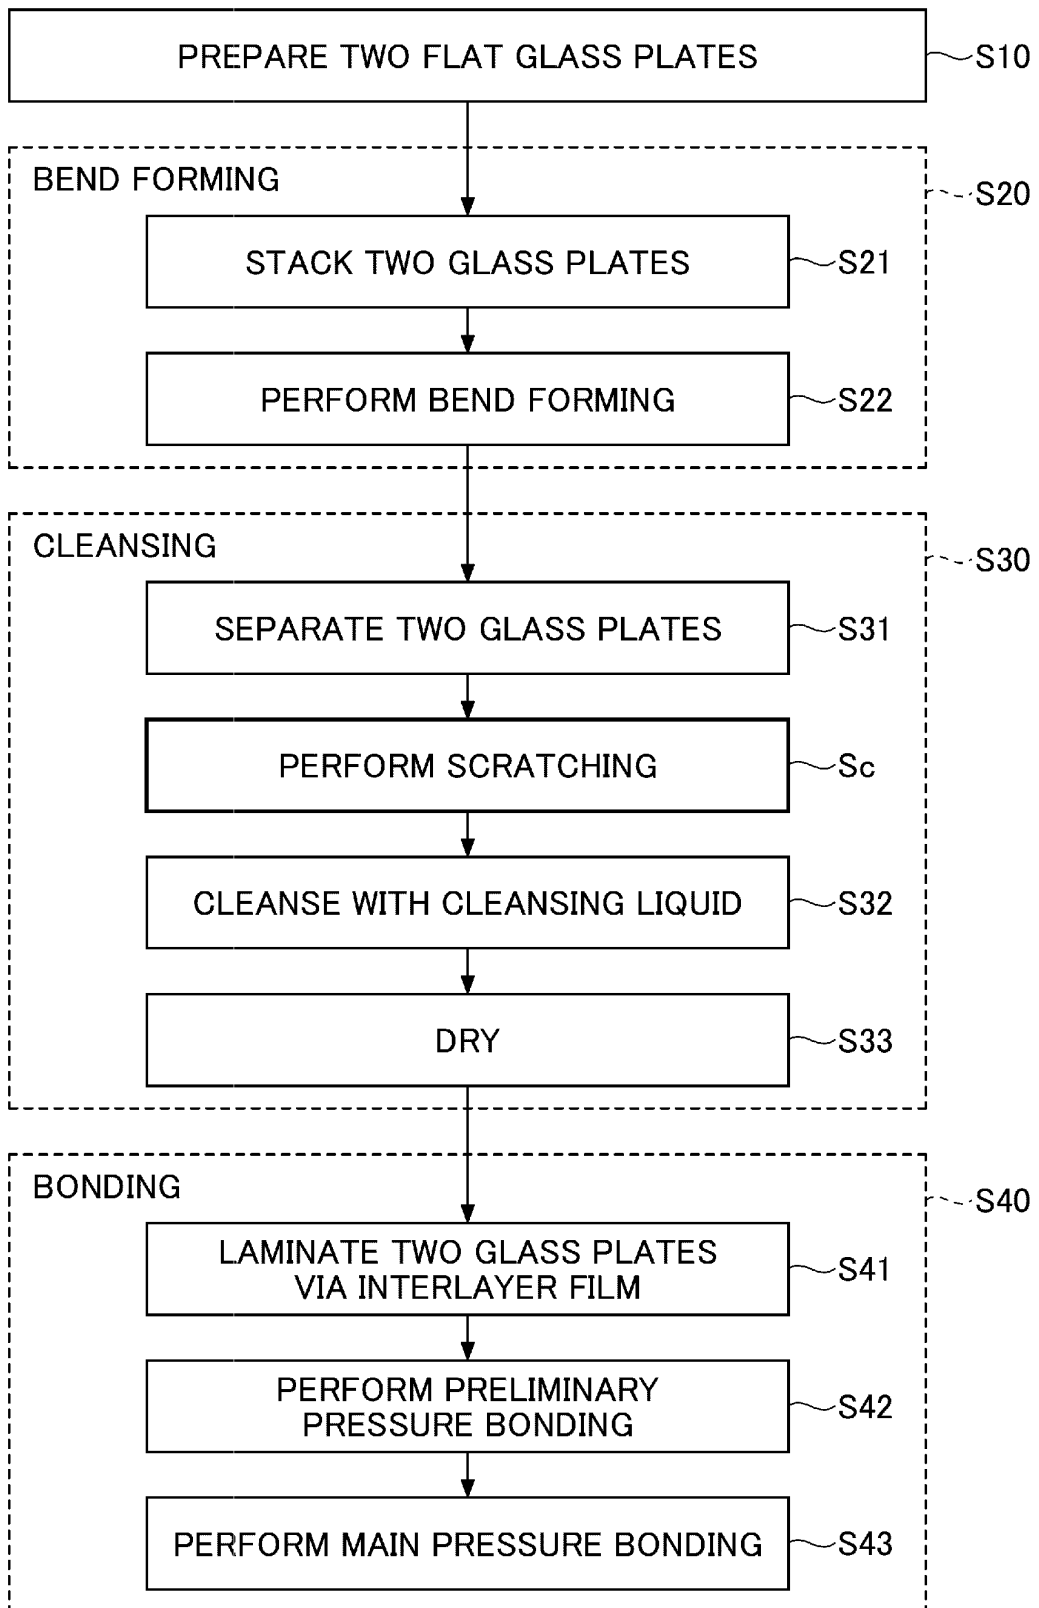 PREPARE TWO FLAT GLASS PLATES
S10
BEND FORMING
S20
STACK TWO GLASS PLATES
S21
PERFORM BEND FORMING
S22
CLEANSING
S30
SEPARATE TWO GLASS PLATES
S31
PERFORM SCRATCHING
Sc
CLEANSE WITH CLEANSING LIQUID
S32
DRY
S33
BONDING
S40
LAMINATE TWO GLASS PLATES
VIA INTERLAYER FILM
S41
PERFORM PRELIMINARY
PRESSURE BONDING
S42
PERFORM MAIN PRESSURE BONDING
S43